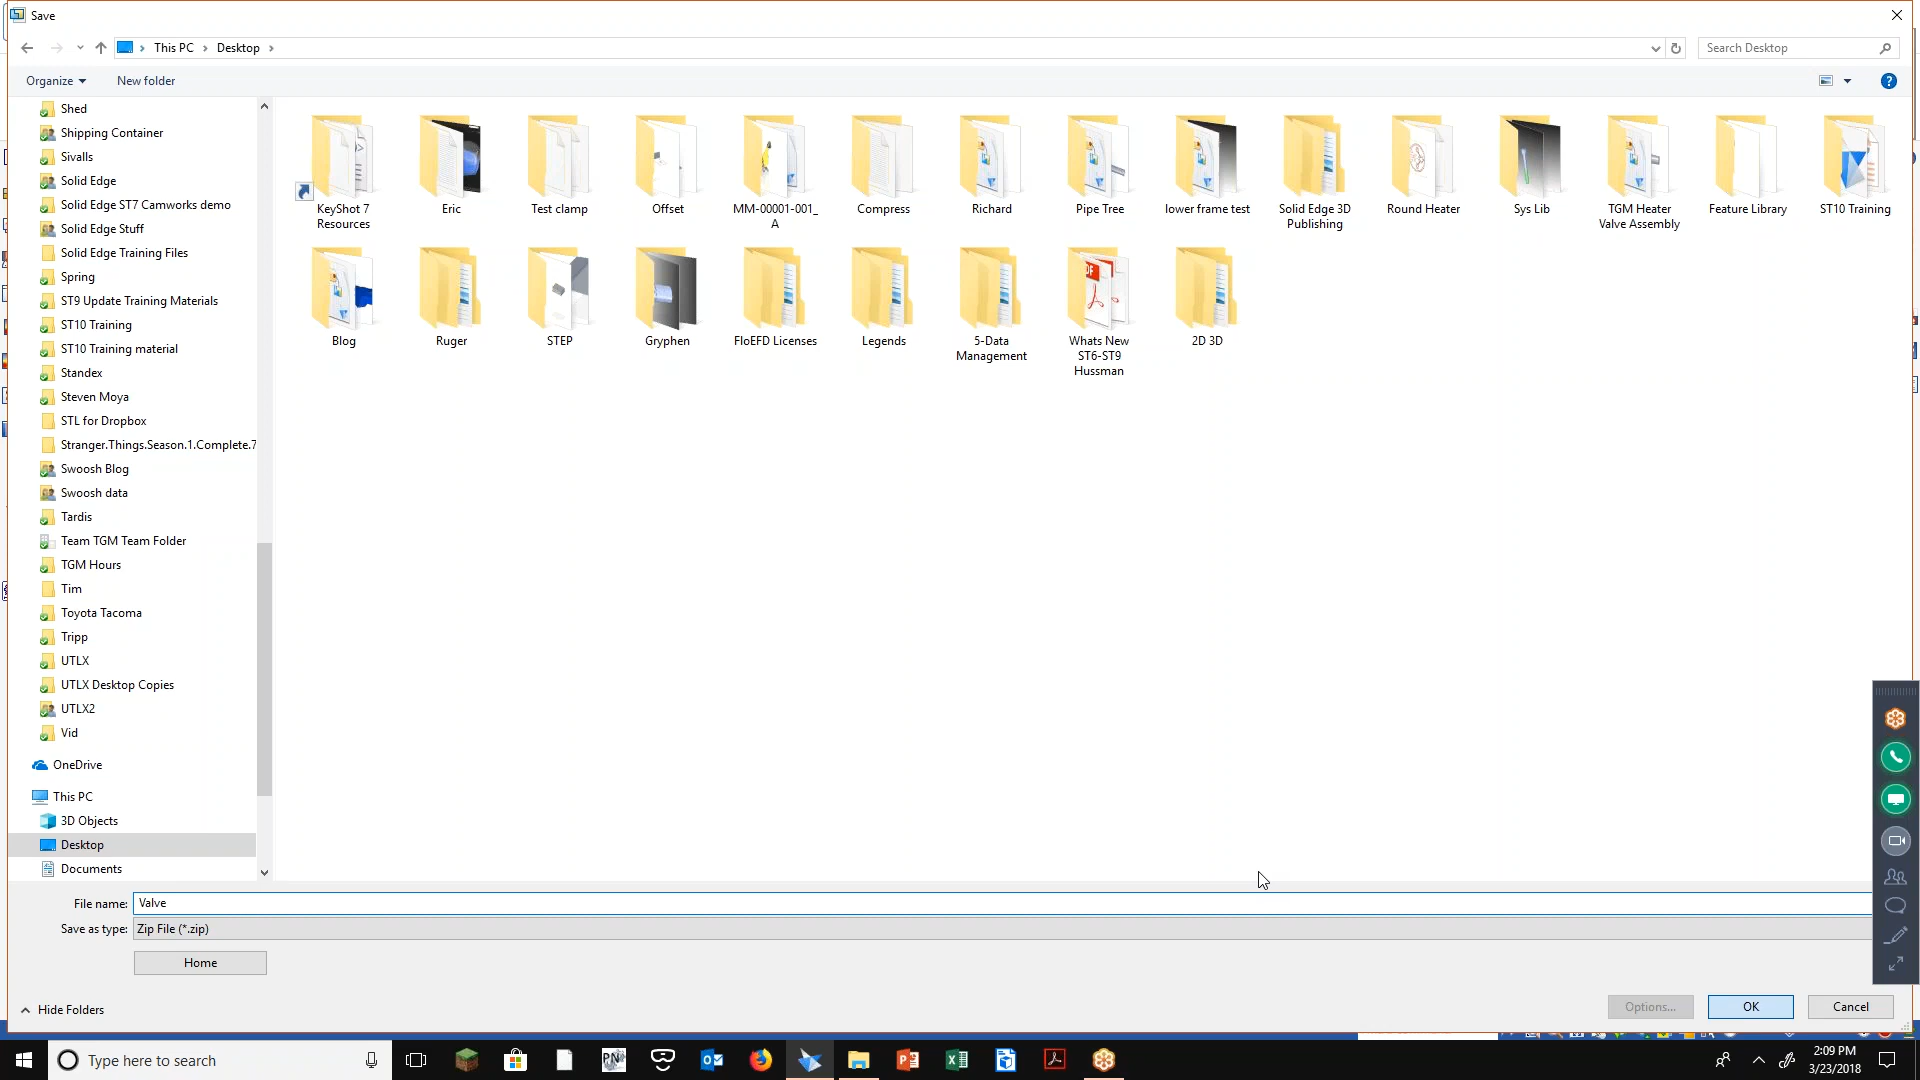 Save
This PC
Desktop
Search Desktop
Organize
New folder
Shed
Shipping Container
Sivalls
Solid Edge
Solid Edge ST7 Camworks demo
Solid Edge Stuff
Solid Edge Training Files
Spring
ST9 Update Training Materials
ST10 Training
ST10 Training material
Standex
Steven Moya
STL for Dropbox
Stranger.Things.Season.1.Complete.7
Swoosh Blog
Swoosh data
Tardis
Team TGM Team Folder
TGM Hours
Tim
Toyota Tacoma
Tripp
UTLX
UTLX Desktop Copies
UTLX2
Vid
OneDrive
This PC
3D Objects
Desktop
Documents
KeyShot 7
Resources
Eric
Test clamp
Offset
MM-00001-001_
A
Compress
Richard
Pipe Tree
lower frame test
Solid Edge 3D
Publishing
Round Heater
Sys Lib
TGM Heater
Valve Assembly
Feature Library
ST10 Training
Blog
Ruger
STEP
Gryphen
FloEFD Licenses
Legends
5-Data
Management
Whats New
ST6-ST9
Hussman
2D 3D
File name: Valve
Save as type: Zip File (*.zip)
Home
Hide Folders
Options...
OK
Cancel
Type here to search
PN
2:09 PM
3/23/2018